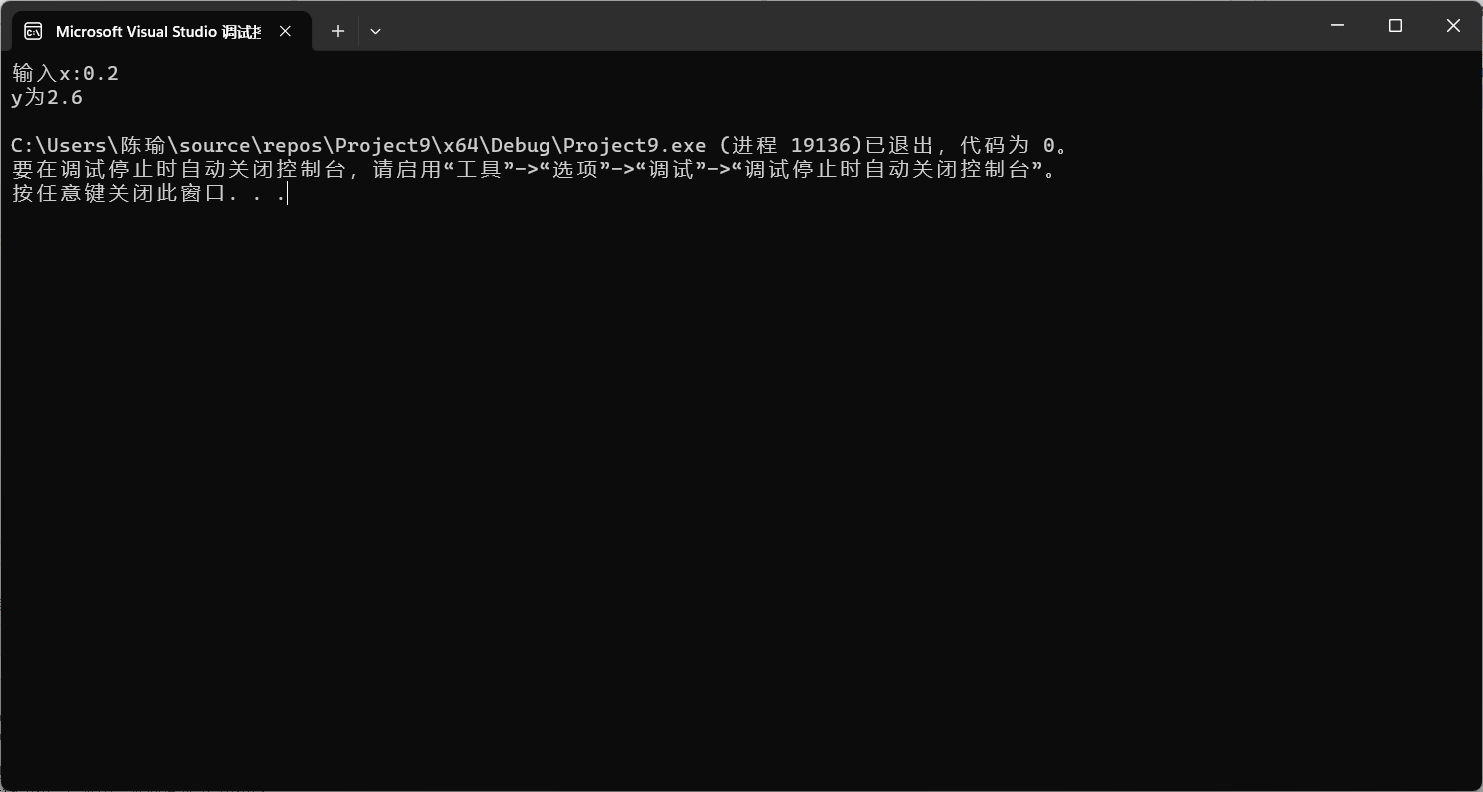 Microsoft Visual Studio 调试
输入x:0.2
y为2.6
C:\Users\陈瑜\source\repos\Project9\x64\Debug\Project9.exe (进程 19136)已退出，代码为 0。
要在调试停止时自动关闭控制台，请启用“工具”->“选项”->“调试”->“调试停止时自动关闭控制台”。
按任意键关闭此窗口. . .